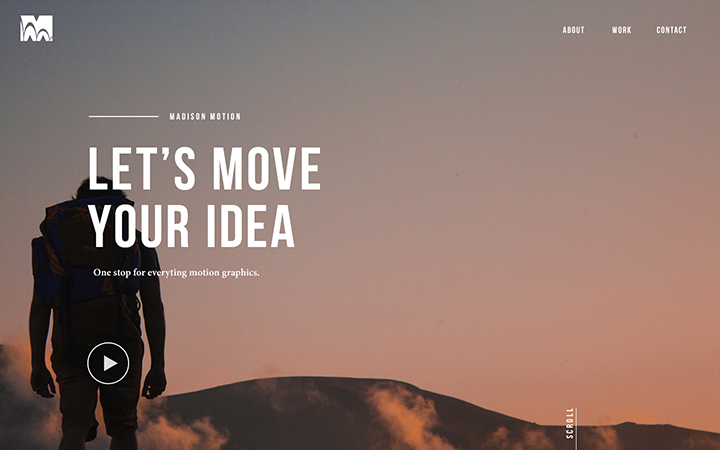 ABOUT WORK CONTACT
MADISON MOTION
LET'S MOVE
YOUR IDEA
One stop for everyting motion graphics.
SCROLL